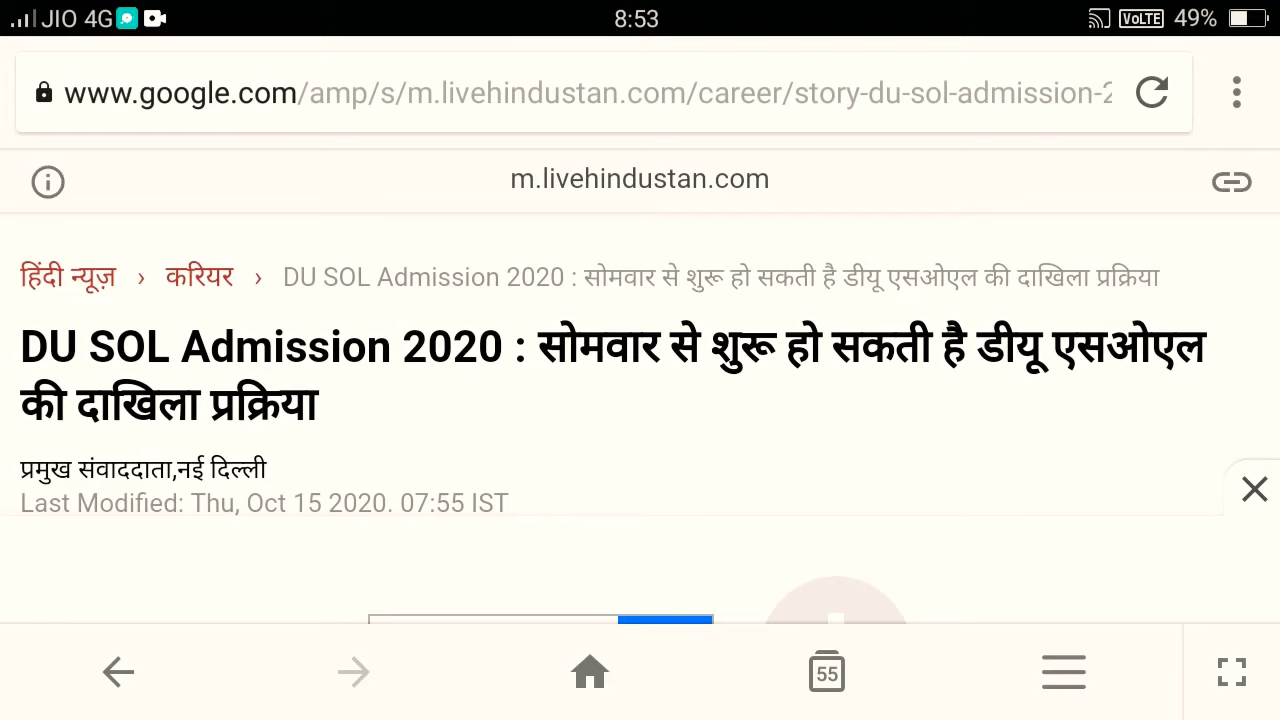 JIO 4G 8:53 VoLTE 49%
www.google.com/amp/s/m.livehindustan.com/career/story-du-sol-admission-2
m.livehindustan.com
हिंदी न्यूज़ › करियर › DU SOL Admission 2020 : सोमवार से शुरू हो सकती है डीयू एसओएल की दाखिला प्रक्रिया
DU SOL Admission 2020 : सोमवार से शुरू हो सकती है डीयू एसओएल
की दाखिला प्रक्रिया
प्रमुख संवाददाता,नई दिल्ली
Last Modified: Thu, Oct 15 2020. 07:55 IST
55